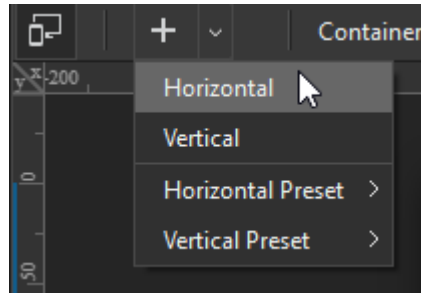 + Container
y x -200
Horizontal
Vertical
0
Horizontal Preset >
Vertical Preset >
50